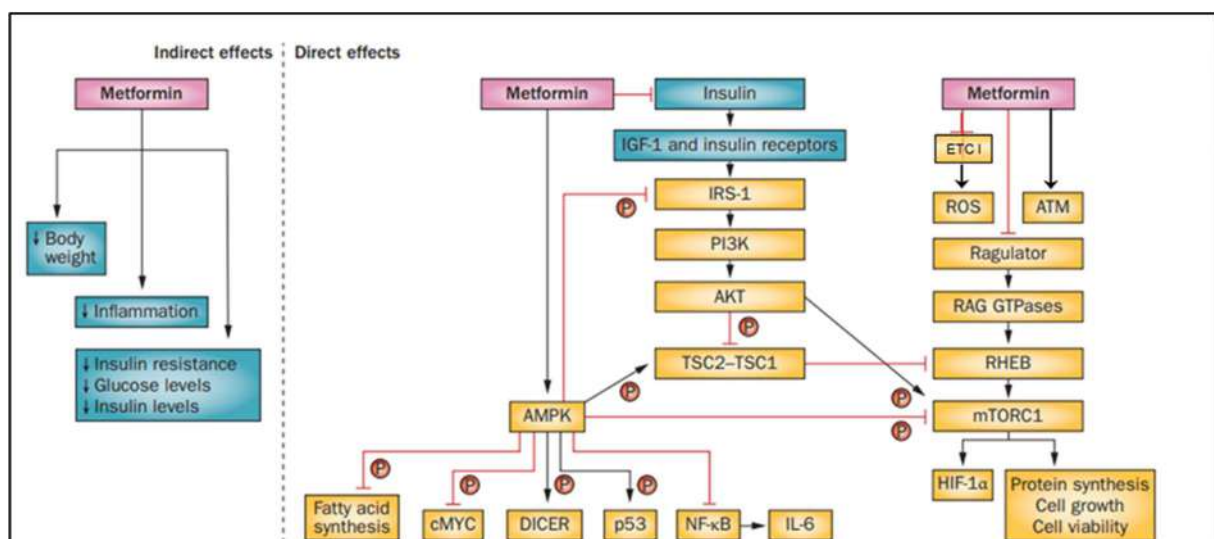 Indirect effects
Direct effects
Metformin
↓ Body
weight
↓ Inflammation
↓ Insulin resistance
↓ Glucose levels
↓ Insulin levels
Metformin
Insulin
IGF-1 and insulin receptors
IRS-1
P
PI3K
AKT
P
TSC2–TSC1
P
AMPK
P
P
P
Fatty acid
synthesis
P
cMYC
P
DICER
P
p53
P
NF-κB
IL-6
Metformin
ETC I
ROS
ATM
Ragulator
RAG GTPases
RHEB
mTORC1
HIF-1α
Protein synthesis
Cell growth
Cell viability